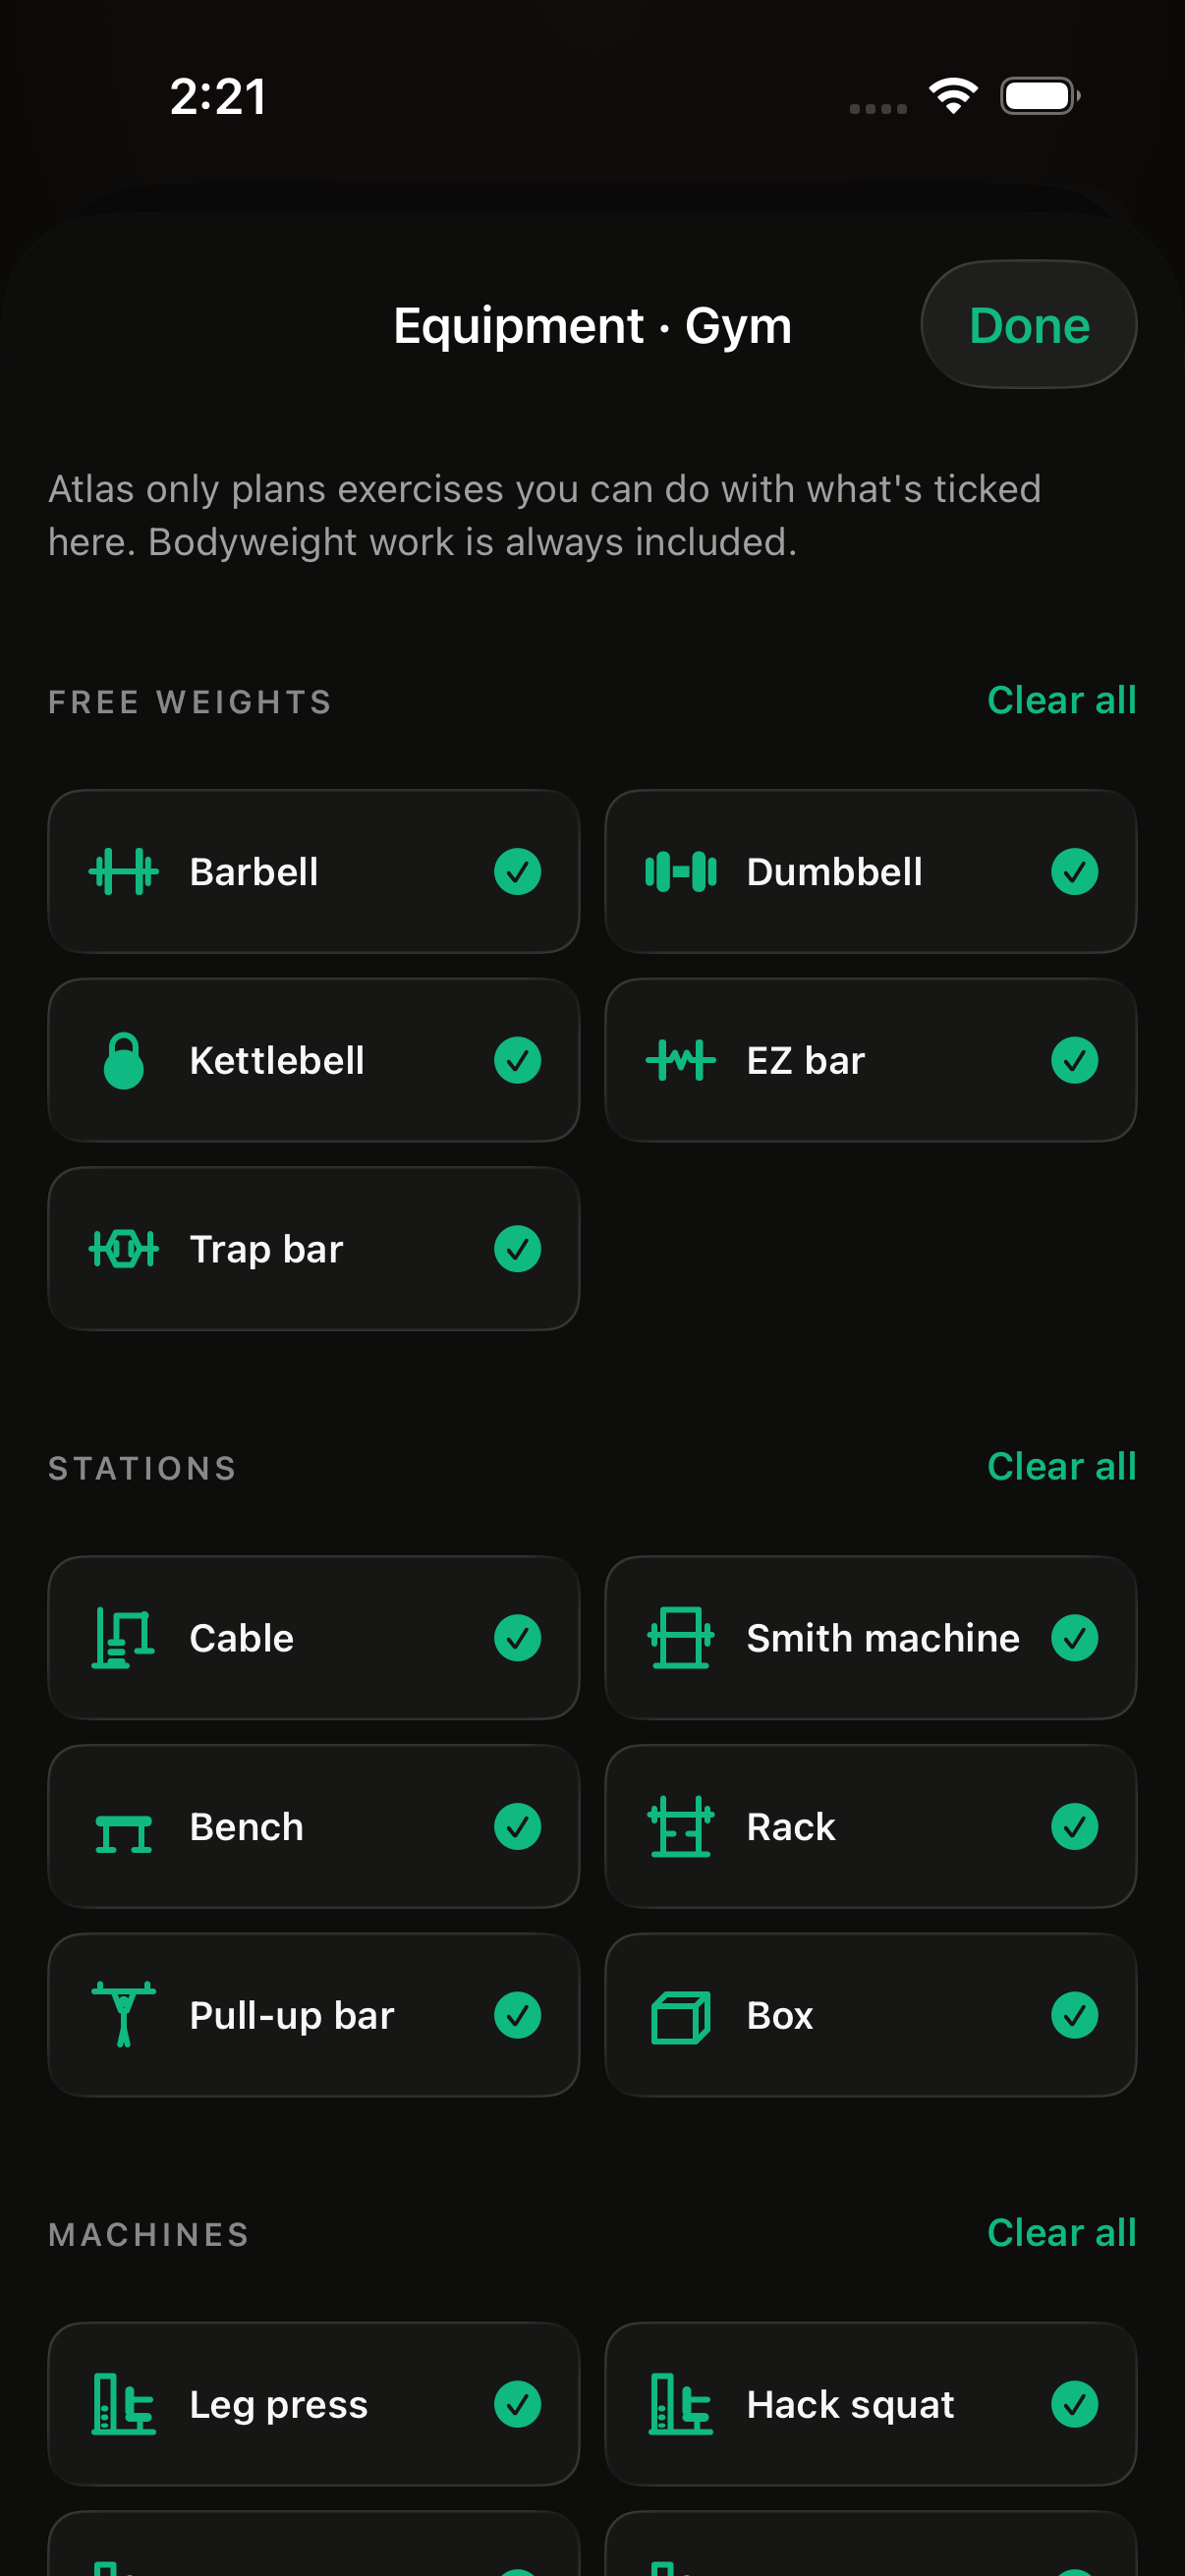 2:21
Equipment · Gym
Done
Atlas only plans exercises you can do with what's ticked
here. Bodyweight work is always included.
FREE WEIGHTS
Clear all
Barbell
Dumbbell
Kettlebell
EZ bar
Trap bar
STATIONS
Clear all
Cable
Smith machine
Bench
Rack
Pull-up bar
Box
MACHINES
Clear all
Leg press
Hack squat